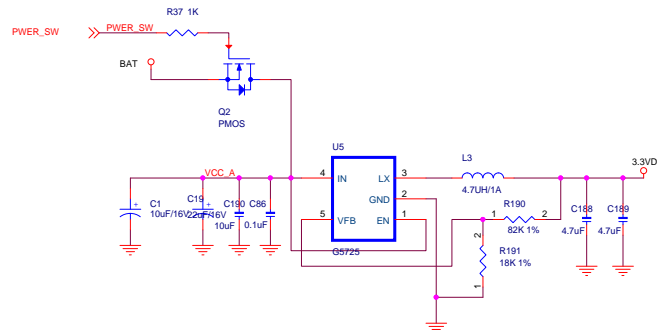 R37 1K
PWER_SW
PWER_SW
BAT
Q2
PMOS
U5
VCC_A
4
IN
LX
3
L3
4.7UH/1A
3.3VD
GND
2
5
VFB
EN
1
G5725
C1
10uF/16V
C19
22uF/16V
C190
10uF
C86
0.1uF
R190
1
2
82K 1%
2
R191
18K 1%
1
C188
4.7uF
C189
4.7uF